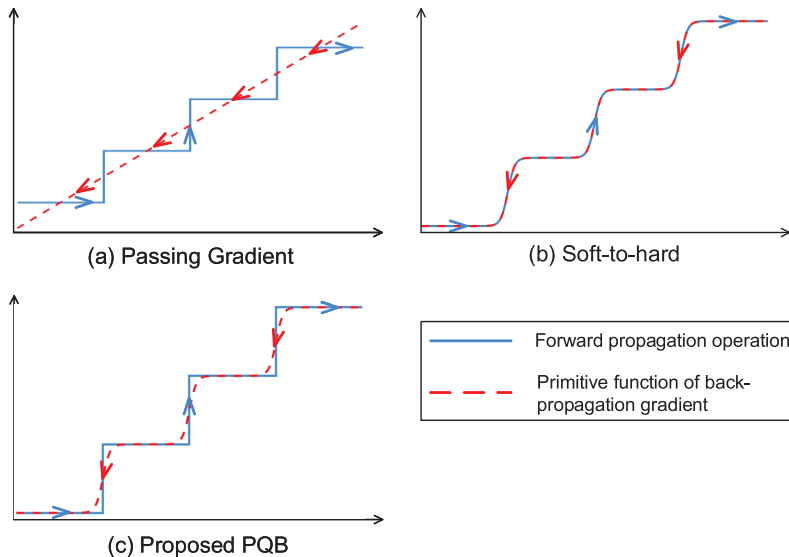 (a) Passing Gradient
(b) Soft-to-hard
(c) Proposed PQB
Forward propagation operation
Primitive function of back-
propagation gradient